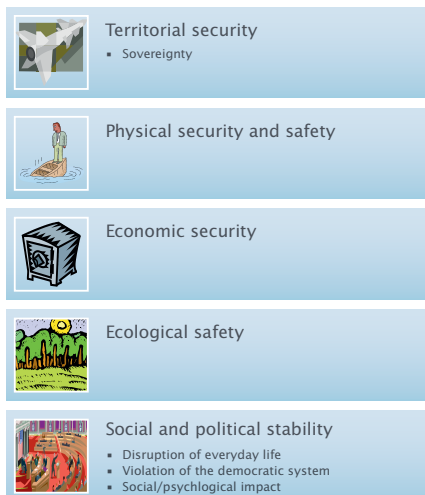 Territorial security
▪ Sovereignty
Physical security and safety
Economic security
Ecological safety
Social and political stability
▪ Disruption of everyday life
▪ Violation of the democratic system
▪ Social/psychlogical impact